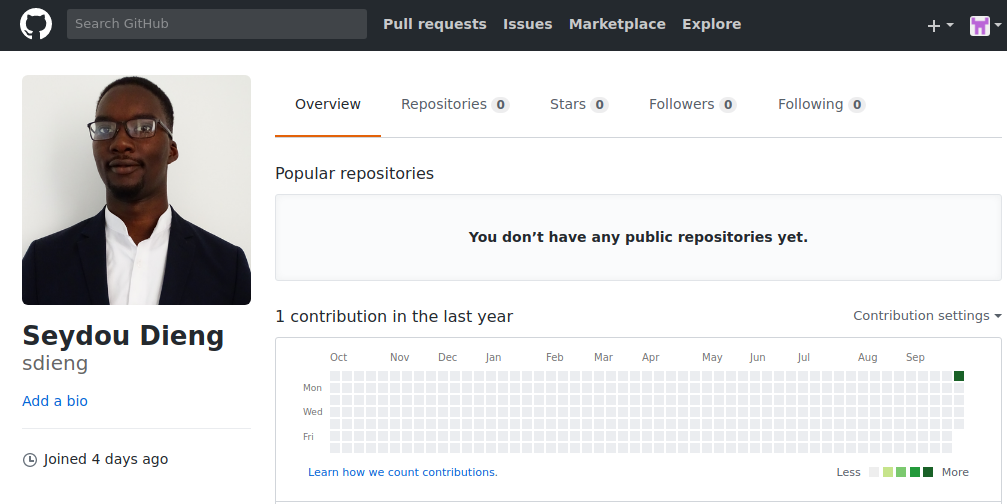 Search GitHub
Pull requests Issues Marketplace Explore
Overview Repositories 0 Stars 0 Followers 0 Following 0
Popular repositories
You don’t have any public repositories yet.
Seydou Dieng
sdieng
Add a bio
Joined 4 days ago
1 contribution in the last year
Contribution settings
Oct Nov Dec Jan Feb Mar Apr May Jun Jul Aug Sep
Mon
Wed
Fri
Learn how we count contributions.
Less More